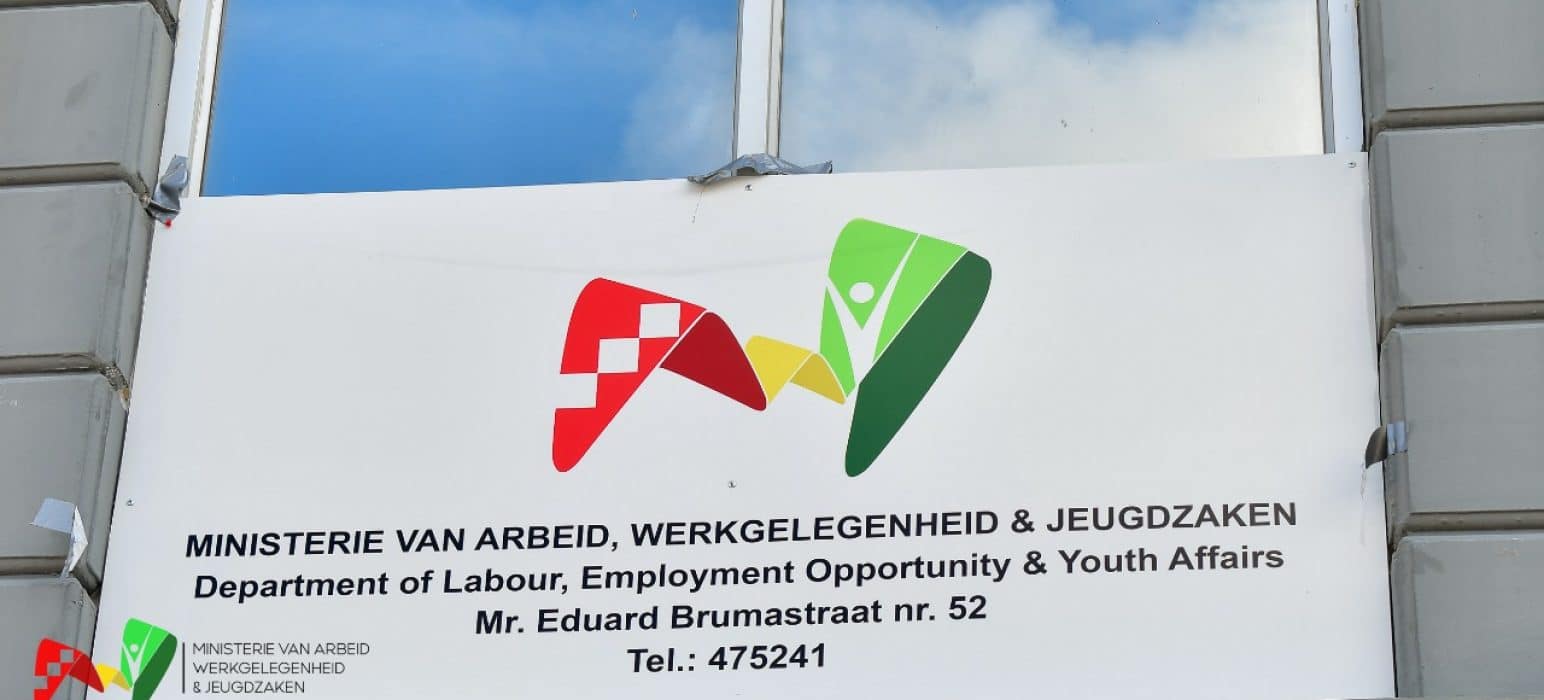 MINISTERIE VAN ARBEID, WERKGELEGENHEID & JEUGDZAKEN
Department of Labour, Employment Opportunity & Youth Affairs
Mr. Eduard Brumastraat nr. 52
Tel.: 475241
MINISTERIE VAN ARBEID
WERKGELEGENHEID
& JEUGDZAKEN